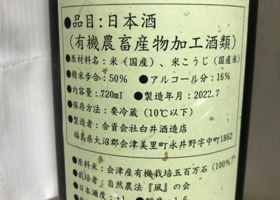 ●品目：日本酒
（有機農畜産物加工酒類）
●原材料名：米（国産）、米こうじ（国産米）
●精米歩合：50% ●アルコール分：16%
●内容量：720ml ●製造年月：2022.7
●保存方法：要冷蔵（10℃以下）
●製造者：合資会社白井酒造店
福島県大沼郡会津美里町永井野字中町1862
●原料米：会津産有機栽培五百万石（100%
●栽培者：自然農法『風』の会
●日本酒度：+1